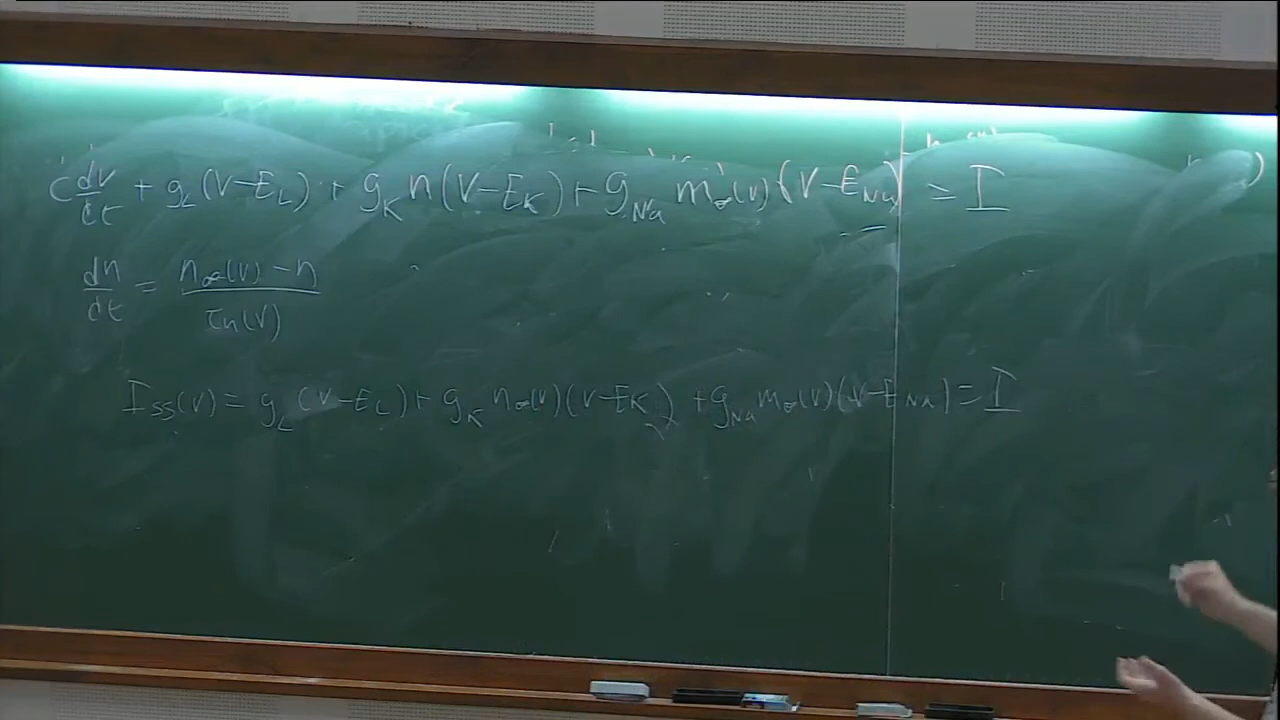 C dV/dt + g_L (V-E_L) + g_K n(V-E_K) + g_Na m_∞(V)(V-E_Na) = I
dn/dt = (n_∞(V) - n) / τ_n(V)
I_ss(V) = g_L (V-E_L) + g_K n_∞(V)(V-E_K) + g_Na m_∞(V)(V-E_Na) = I